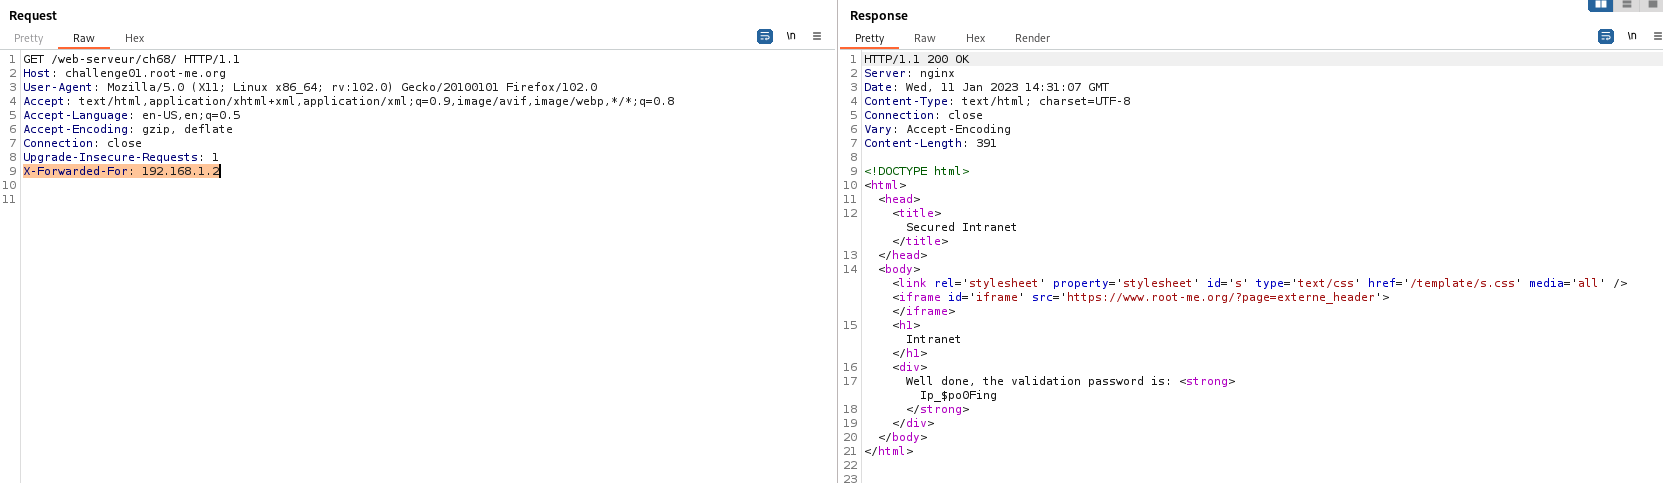 Request
Pretty Raw Hex \n
1 GET /web-serveur/ch68/ HTTP/1.1
2 Host: challenge01.root-me.org
3 User-Agent: Mozilla/5.0 (X11; Linux x86_64; rv:102.0) Gecko/20100101 Firefox/102.0
4 Accept: text/html,application/xhtml+xml,application/xml;q=0.9,image/avif,image/webp,*/*;q=0.8
5 Accept-Language: en-US,en;q=0.5
6 Accept-Encoding: gzip, deflate
7 Connection: close
8 Upgrade-Insecure-Requests: 1
9 X-Forwarded-For: 192.168.1.2
10
11
Response
Pretty Raw Hex Render \n
1 HTTP/1.1 200 OK
2 Server: nginx
3 Date: Wed, 11 Jan 2023 14:31:07 GMT
4 Content-Type: text/html; charset=UTF-8
5 Connection: close
6 Vary: Accept-Encoding
7 Content-Length: 391
8
9 <!DOCTYPE html>
10 <html>
11 <head>
12 <title>
Secured Intranet
</title>
13 </head>
14 <body>
<link rel='stylesheet' property='stylesheet' id='s' type='text/css' href='/template/s.css' media='all' />
<iframe id='iframe' src='https://www.root-me.org/?page=externe_header'>
</iframe>
15 <h1>
Intranet
</h1>
16 <div>
17 Well done, the validation password is: <strong>
Ip_$po0Fing
18 </strong>
19 </div>
20 </body>
21 </html>
22
23